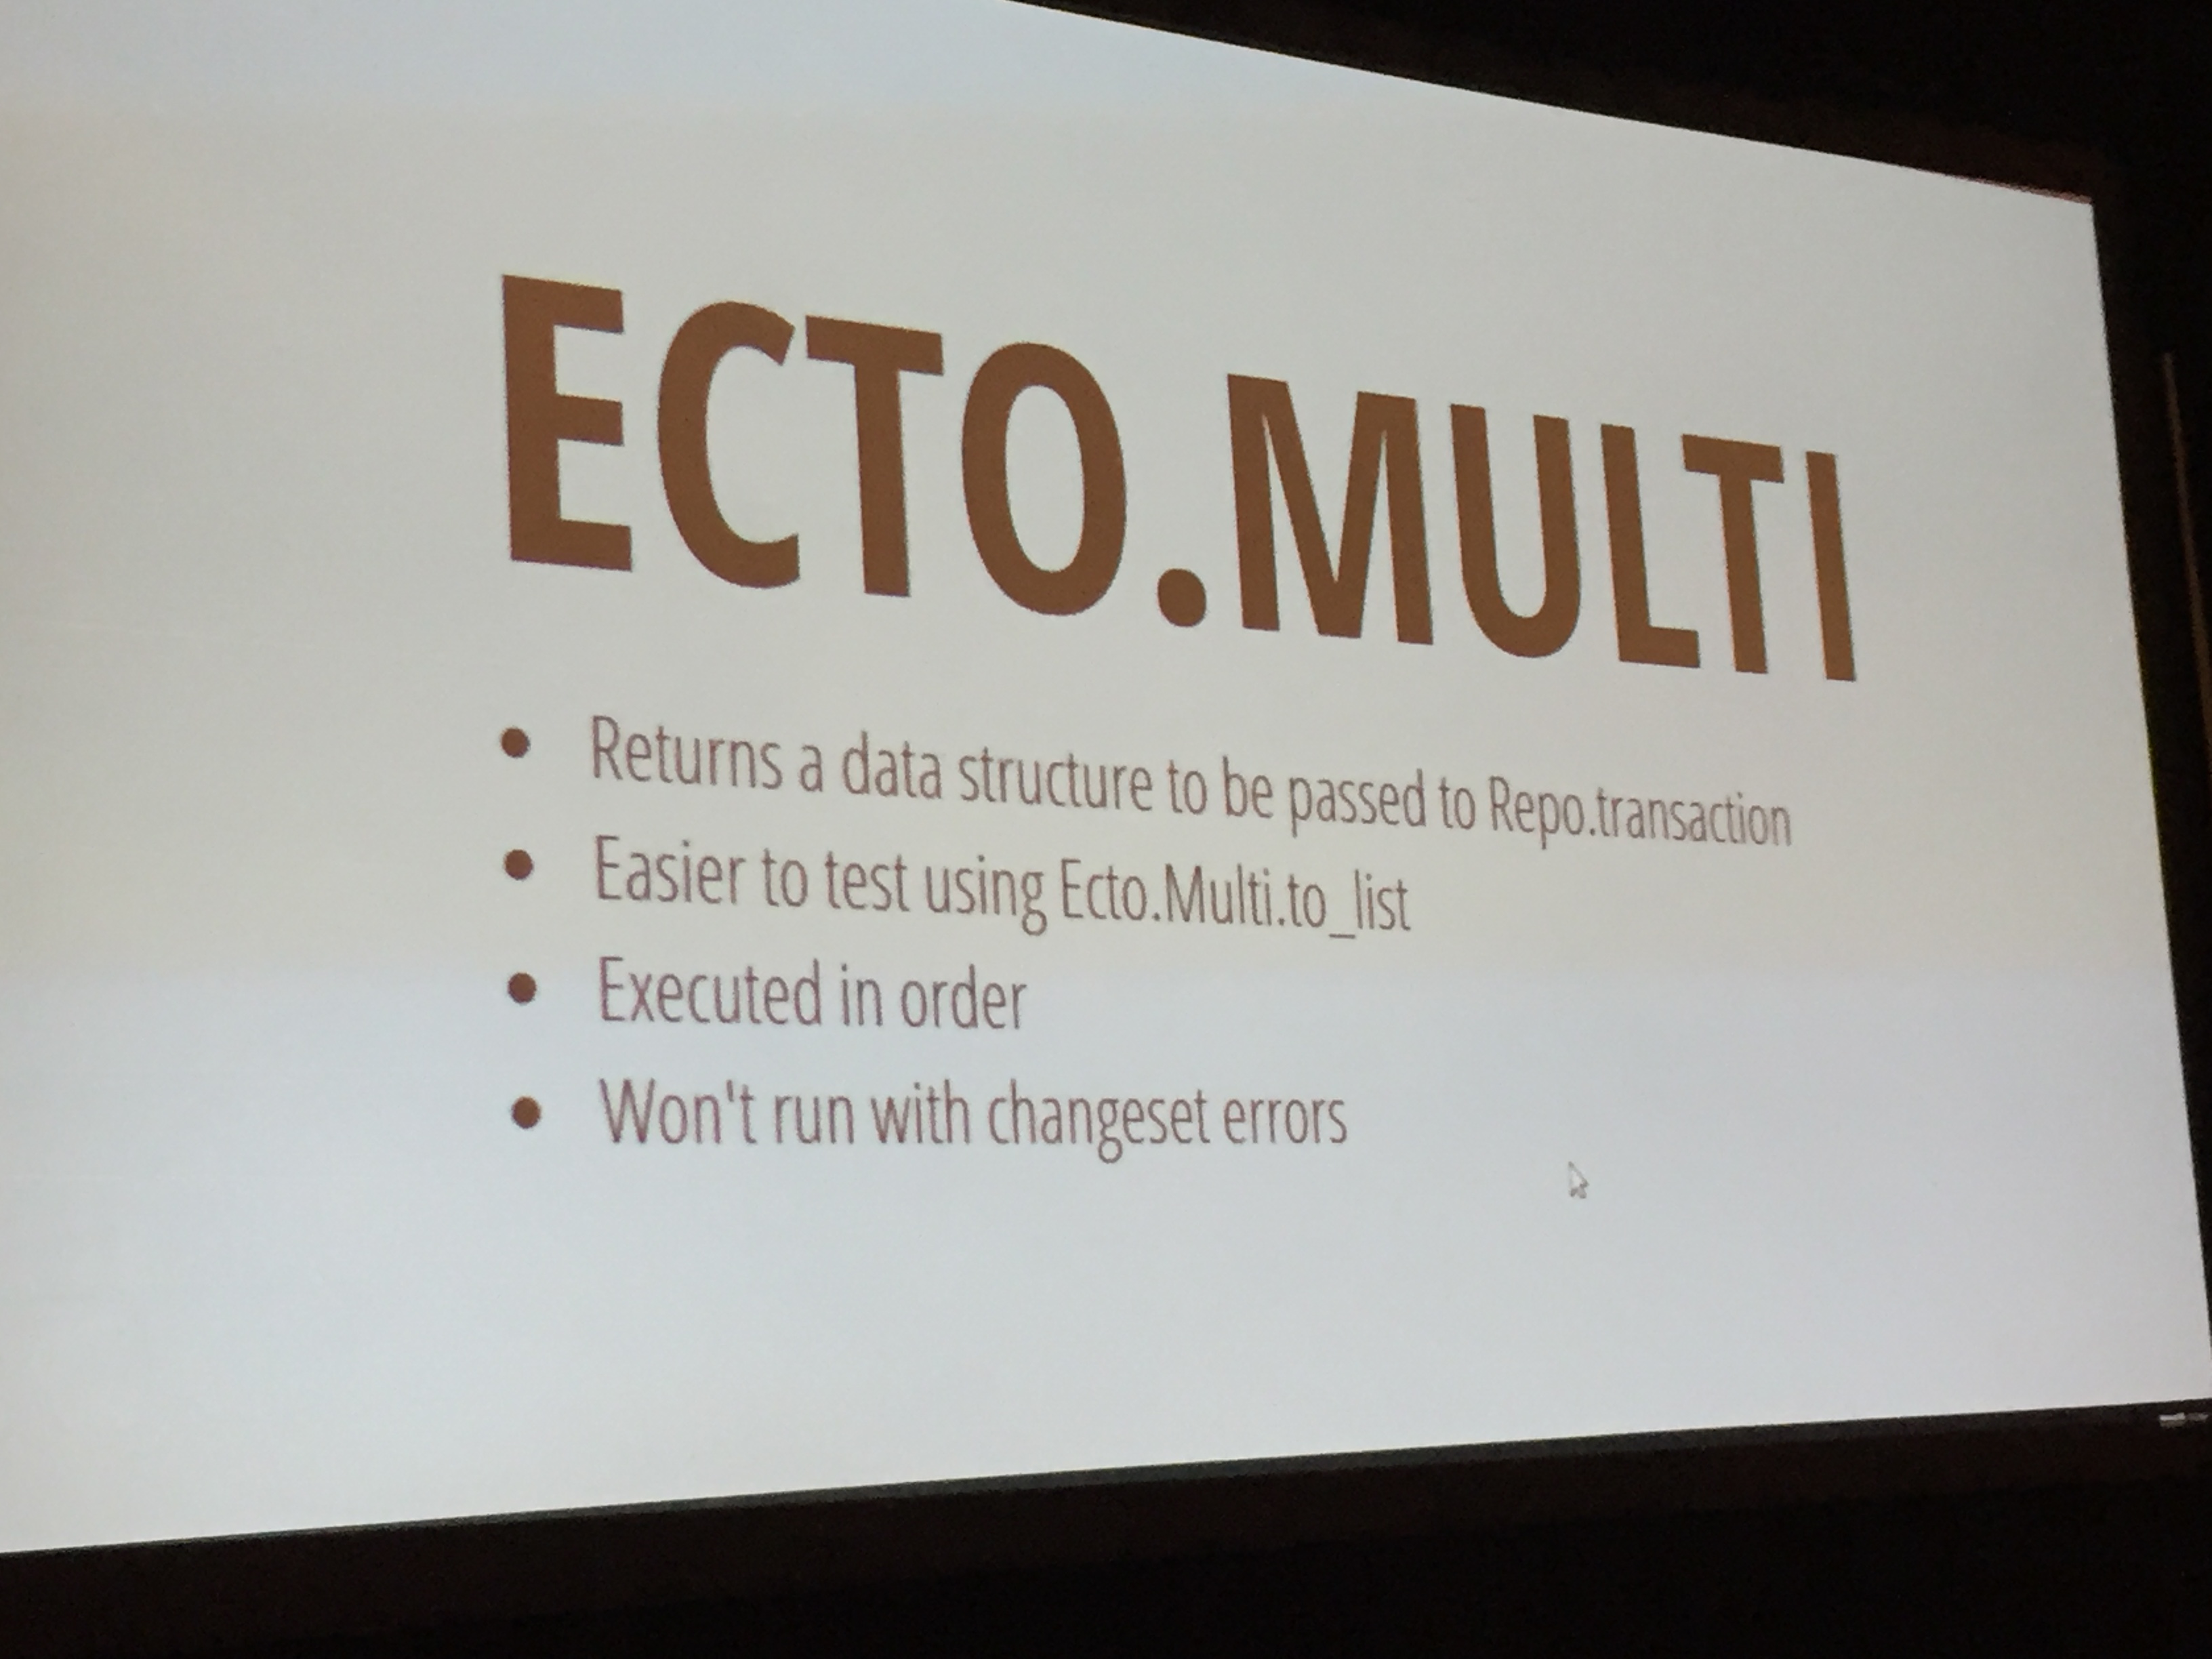 ECTO.MULTI
• Returns a data structure to be passed to Repo.transaction
• Easier to test using Ecto.Multi.to_list
• Executed in order
• Won't run with changeset errors